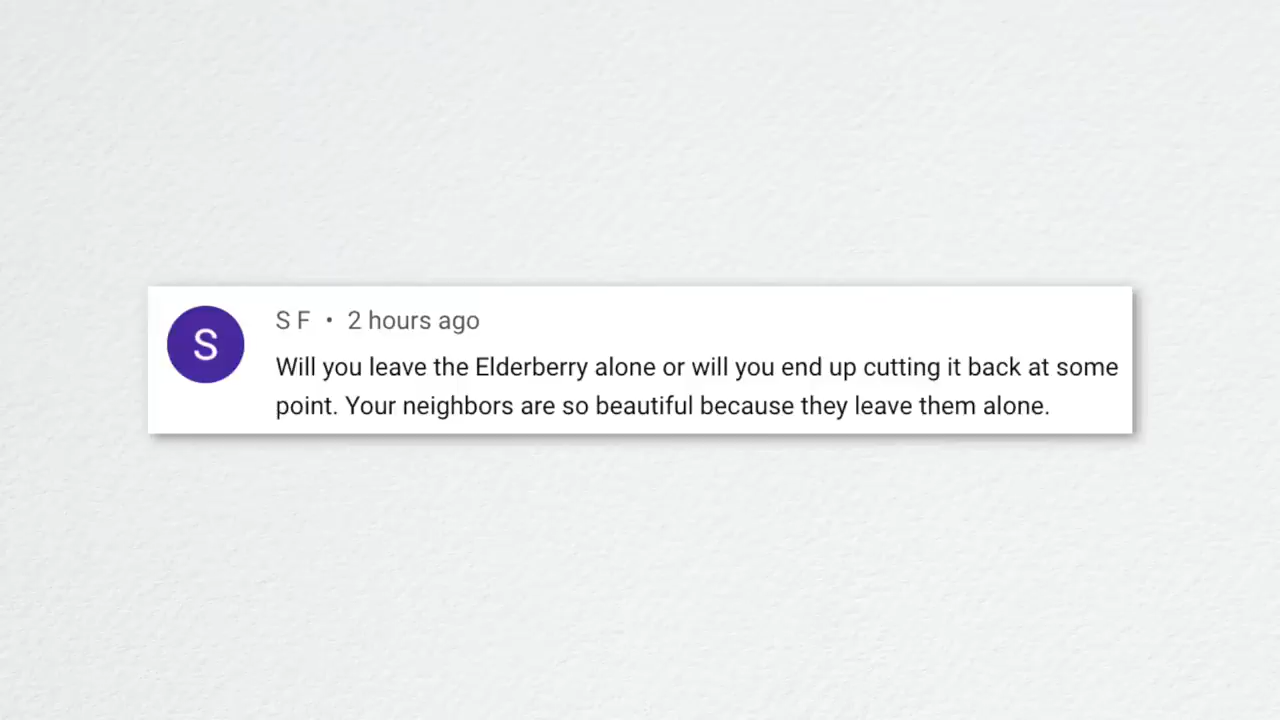 S
S F • 2 hours ago
Will you leave the Elderberry alone or will you end up cutting it back at some
point. Your neighbors are so beautiful because they leave them alone.